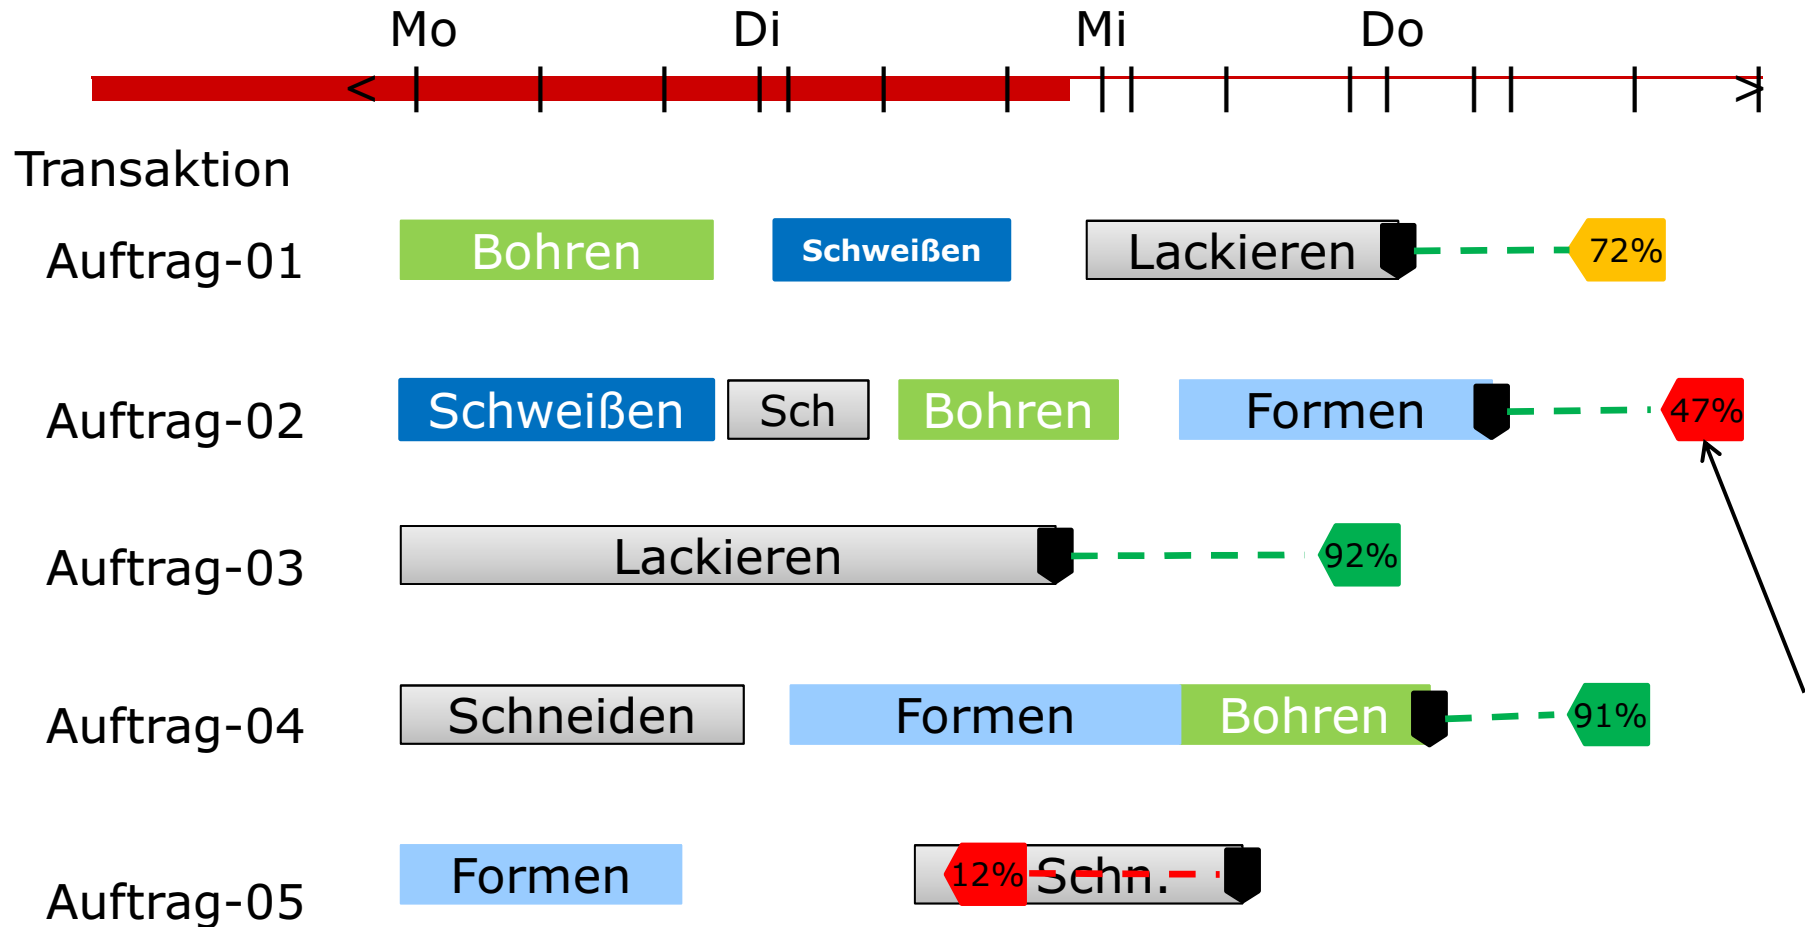 Mo Di Mi Do
< >
Transaktion
Auftrag-01 Bohren Schweißen Lackieren 72%
Auftrag-02 Schweißen Sch Bohren Formen 47%
Auftrag-03 Lackieren 92%
Auftrag-04 Schneiden Formen Bohren 91%
Auftrag-05 Formen 12% Schn.